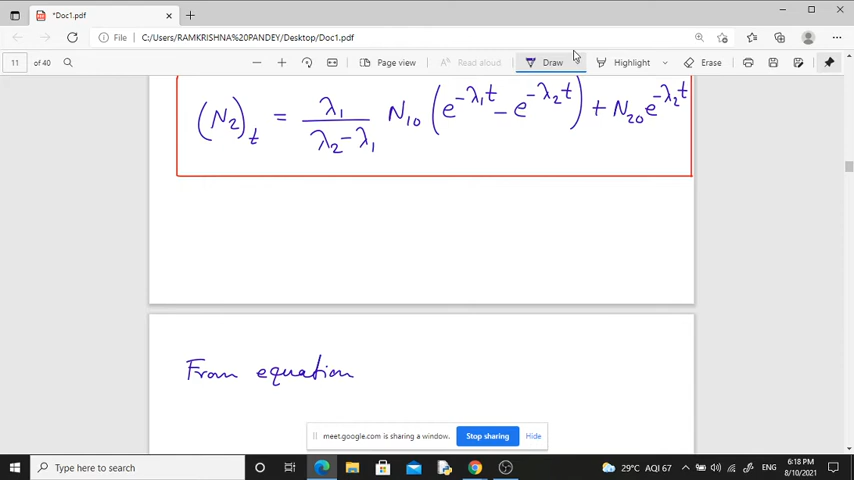 *Doc1.pdf
File C:/Users/RAMKRISHNA%20PANDEY/Desktop/Doc1.pdf
11 of 40 Page view Read aloud Draw Highlight Erase
(N₂)ₜ = λ₁/(λ₂-λ₁) N₁₀ (e^{-λ₁t} - e^{-λ₂t}) + N₂₀e^{-λ₂t}
From equation
meet.google.com is sharing a window. Stop sharing Hide
Type here to search 29°C AQI 67 ENG 6:18 PM
8/10/2021